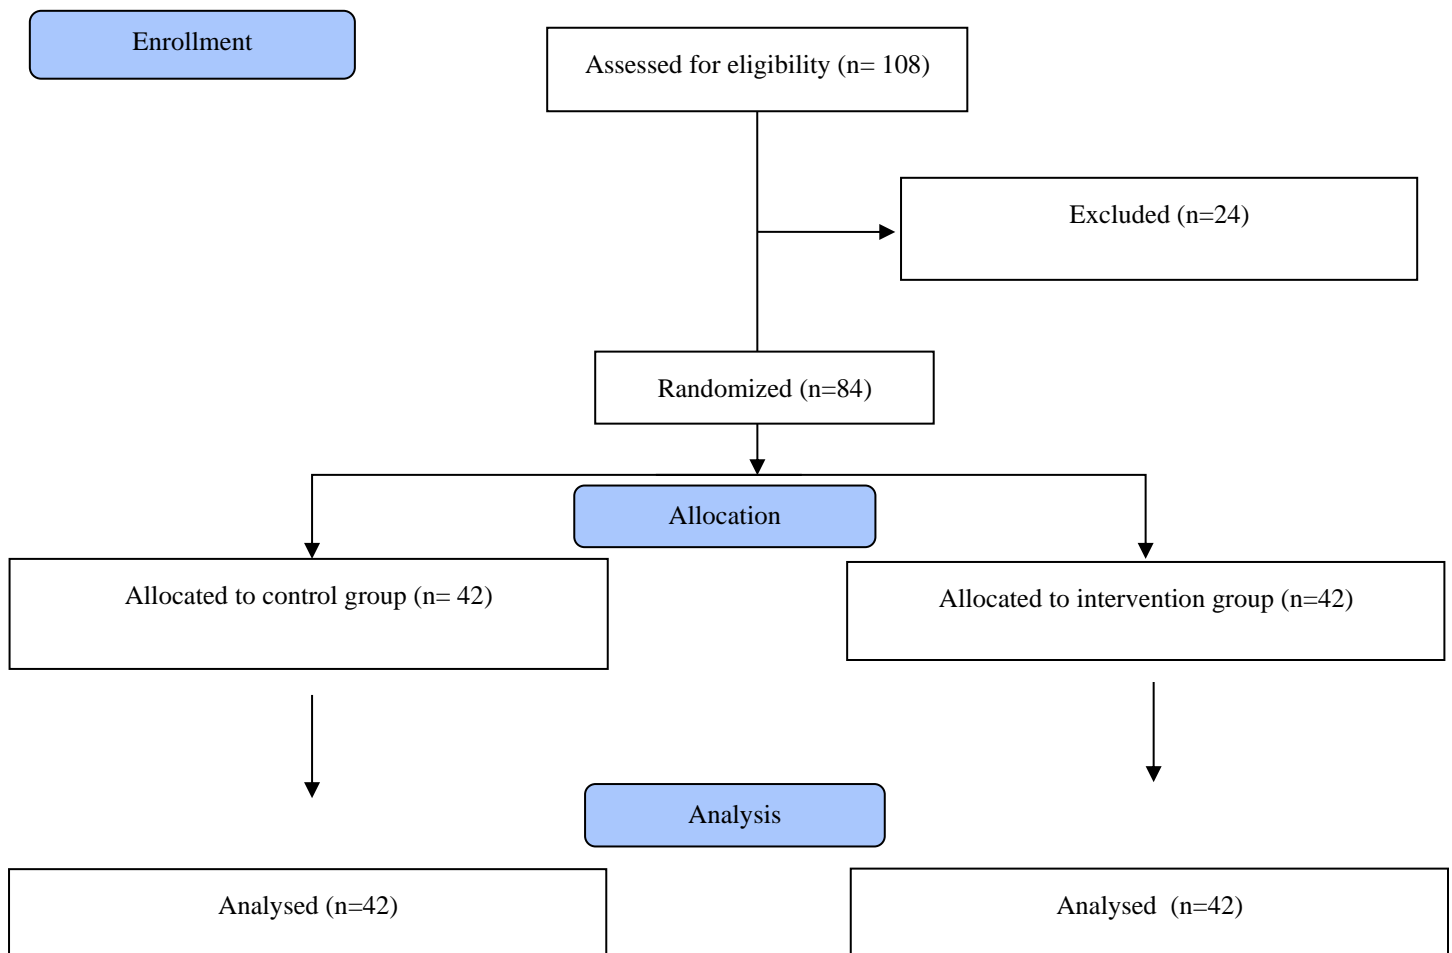 Enrollment
Assessed for eligibility (n= 108)
Excluded (n=24)
Randomized (n=84)
Allocation
Allocated to control group (n= 42)
Allocated to intervention group (n=42)
Analysis
Analysed (n=42)
Analysed  (n=42)